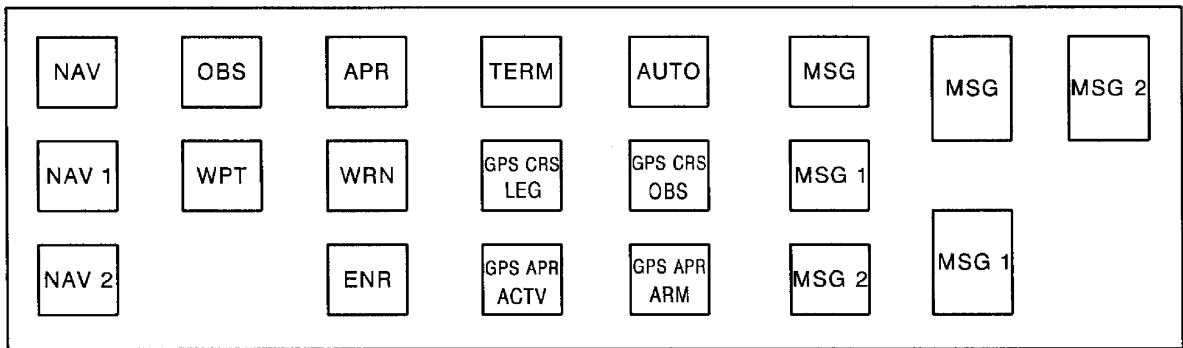 NAV
OBS
APR
TERM
AUTO
MSG
MSG
MSG 2
NAV 1
WPT
WRN
GPS CRS
LEG
GPS CRS
OBS
MSG 1
NAV 2
ENR
GPS APR
ACTV
GPS APR
ARM
MSG 2
MSG 1